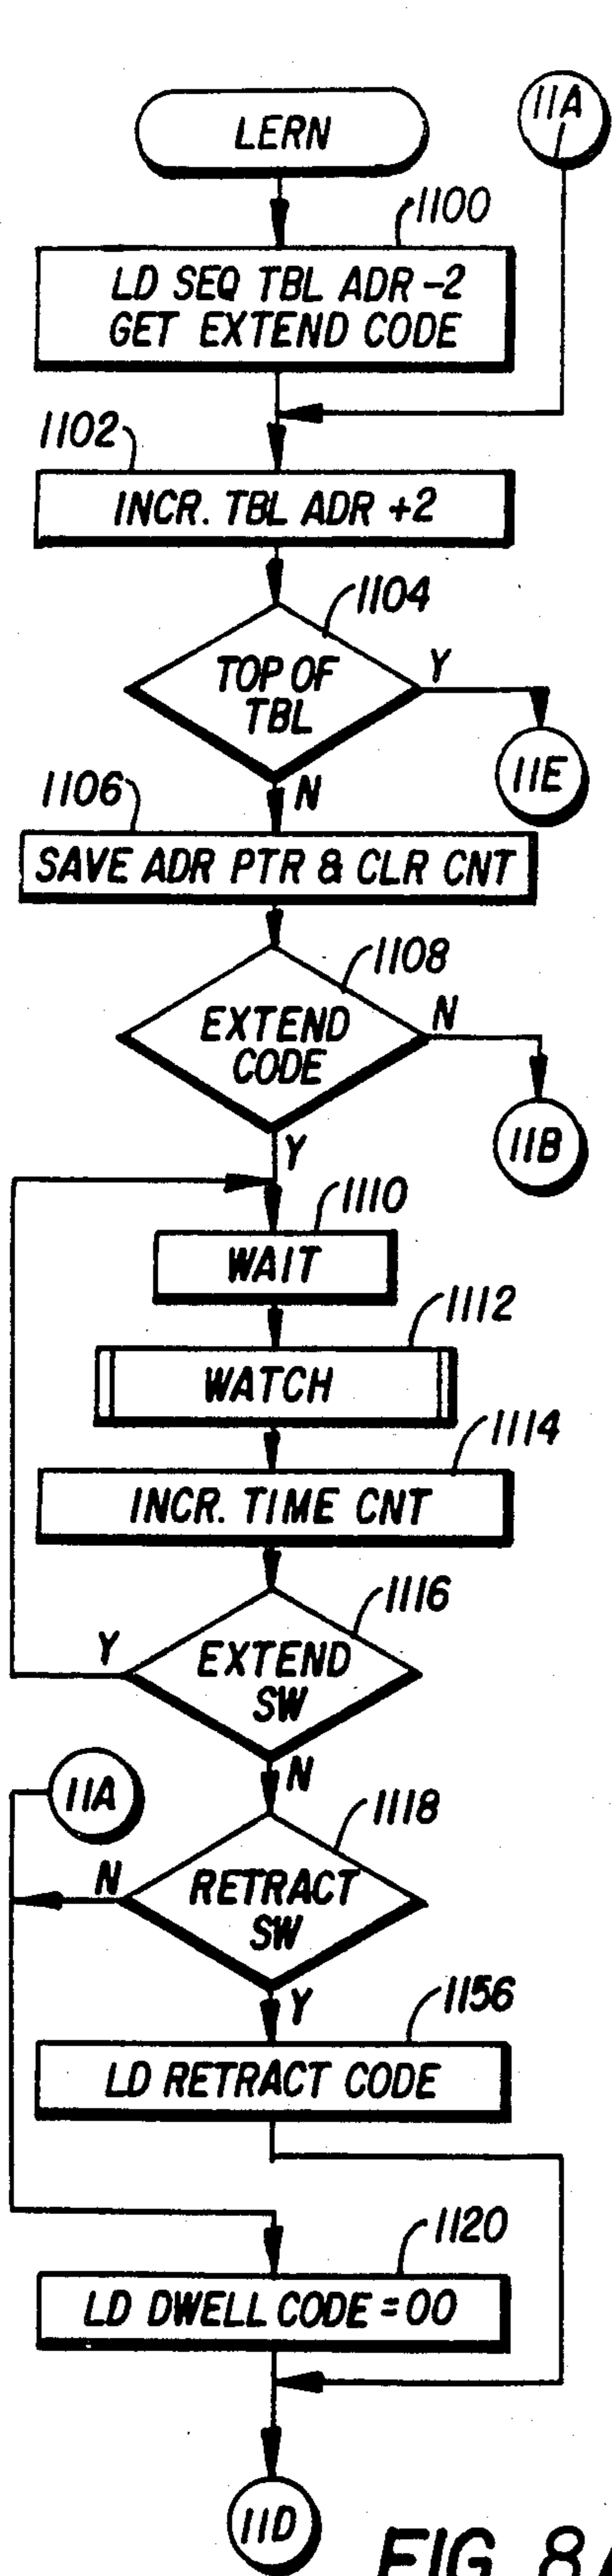 LERN
11A
1100
LD SEQ TBL ADR -2
GET EXTEND CODE
1102
INCR. TBL ADR +2
1104
TOP OF
TBL
Y
11E
N
1106
SAVE ADR PTR & CLR CNT
1108
EXTEND
CODE
N
11B
Y
1110
WAIT
1112
WATCH
1114
INCR. TIME CNT
1116
EXTEND
SW
Y
N
11A
1118
RETRACT
SW
N
Y
1156
LD RETRACT CODE
1120
LD DWELL CODE = 00
11D
FIG. 8A